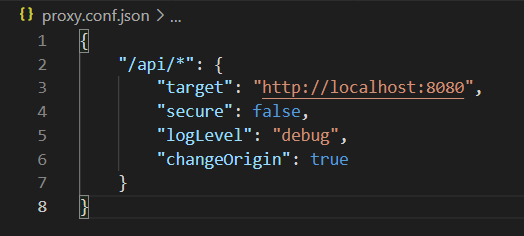 {} proxy.conf.json > ...
1 {
2     "/api/*": {
3         "target": "http://localhost:8080",
4         "secure": false,
5         "logLevel": "debug",
6         "changeOrigin": true
7     }
8 }